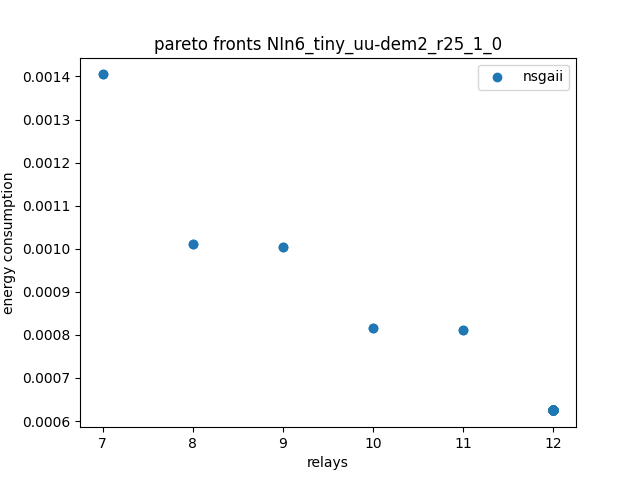 pareto fronts NIn6_tiny_uu-dem2_r25_1_0
nsgaii
0.0014
0.0013
0.0012
0.0011
0.0010
0.0009
0.0008
0.0007
0.0006
energy consumption
7 8 9 10 11 12
relays